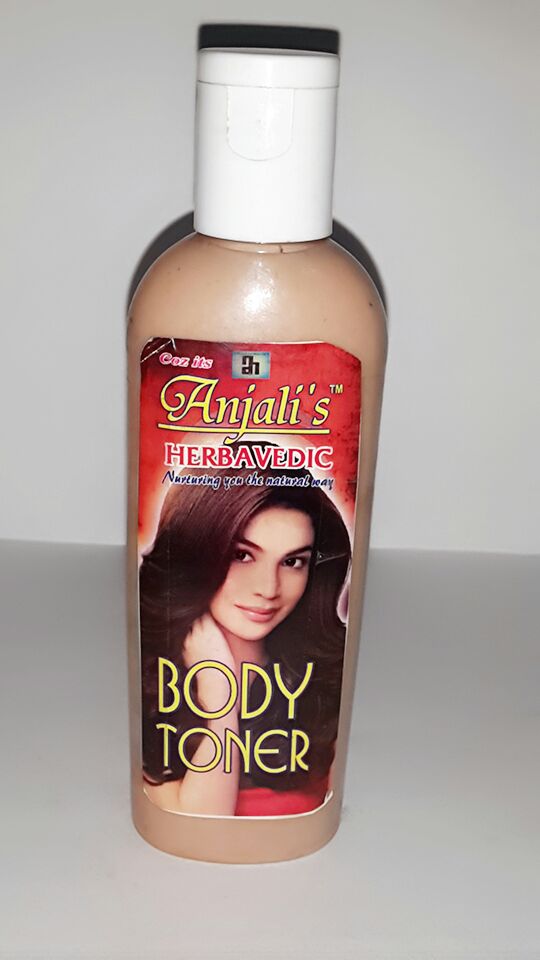 Coz its
Anjali's™
HERBAVEDIC
Nurturing you the natural way
BODY
TONER